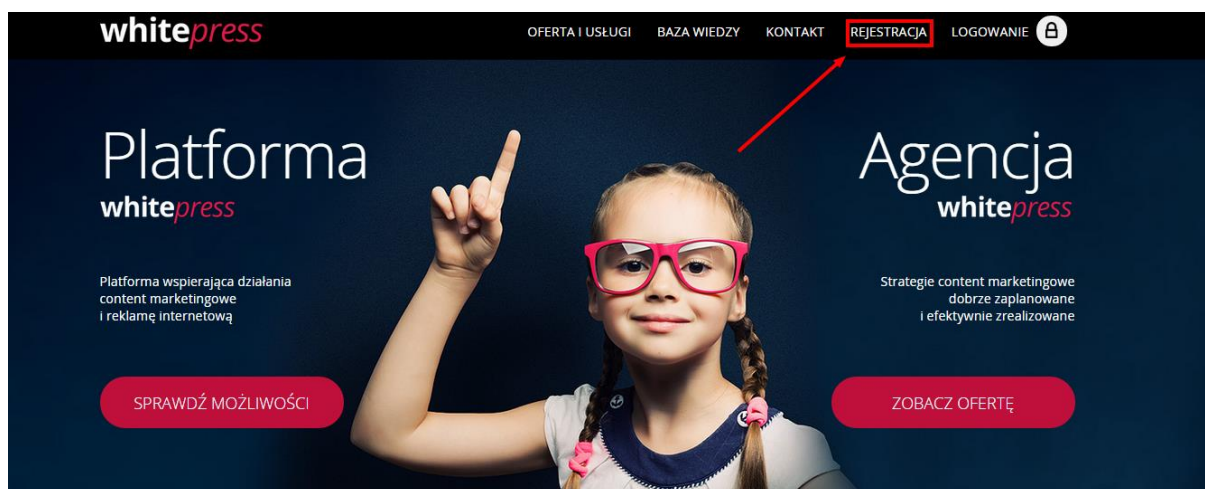 whitepress
OFERTA I USŁUGI BAZA WIEDZY KONTAKT REJESTRACJA LOGOWANIE
Platforma
whitepress
Platforma wspierająca działania
content marketingowe
i reklamę internetową
SPRAWDŹ MOŻLIWOŚCI
Agencja
whitepress
Strategie content marketingowe
dobrze zaplanowane
i efektywnie zrealizowane
ZOBACZ OFERTĘ